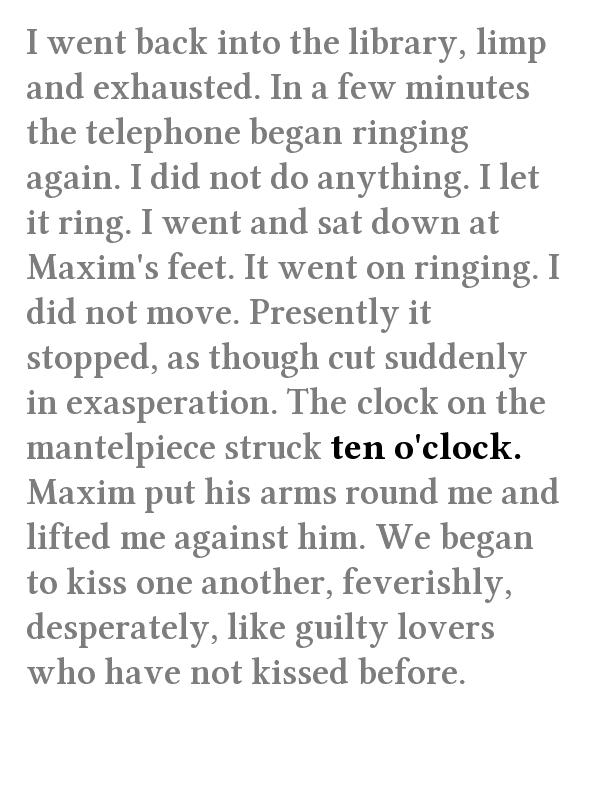 I went back into the library, limp
and exhausted. In a few minutes
the telephone began ringing
again. I did not do anything. I let
it ring. I went and sat down at
Maxim's feet. It went on ringing. I
did not move. Presently it
stopped, as though cut suddenly
in exasperation. The clock on the
mantelpiece struck ten o'clock.
Maxim put his arms round me and
lifted me against him. We began
to kiss one another, feverishly,
desperately, like guilty lovers
who have not kissed before.